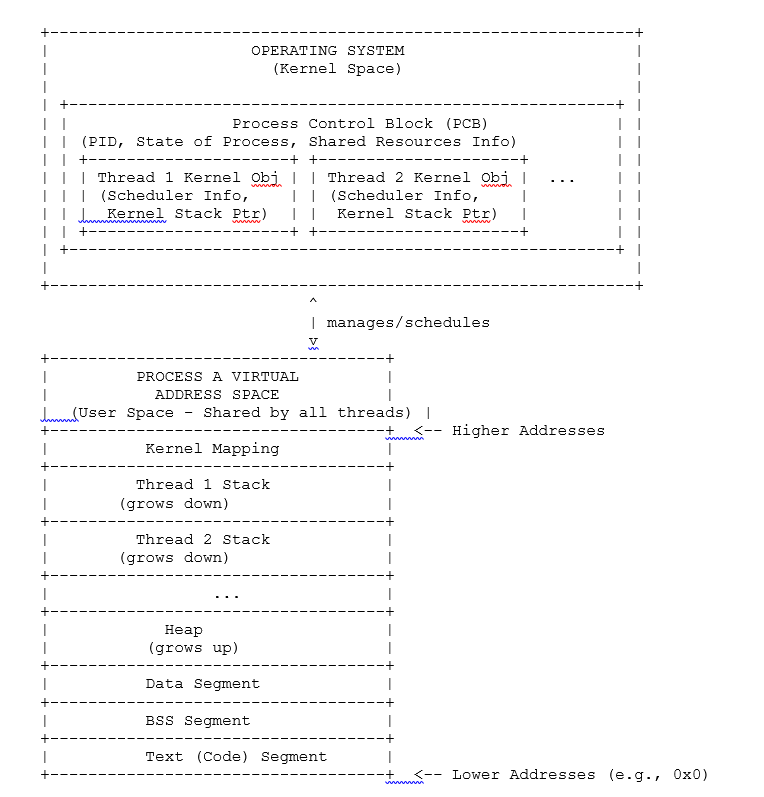 +----------------------------------------------------------------+
|                      OPERATING SYSTEM                         |
|                        (Kernel Space)                          |
|                                                                |
| +-----------------------------------------------------------+ |
| |                  Process Control Block (PCB)              | |
| | (PID, State of Process, Shared Resources Info)            | |
| | +----------------------+ +----------------------+         | |
| | | Thread 1 Kernel Obj | | Thread 2 Kernel Obj |  ...    | |
| | | (Scheduler Info,    | | (Scheduler Info,    |         | |
| | |  Kernel Stack Ptr)  | |  Kernel Stack Ptr)  |         | |
| | +----------------------+ +----------------------+         | |
| +-----------------------------------------------------------+ |
|                                                                |
+----------------------------------------------------------------+
^
| manages/schedules
v
+-------------------------------------+
|          PROCESS A VIRTUAL          |
|            ADDRESS SPACE            |
|  (User Space - Shared by all threads) |
+-------------------------------------+  <-- Higher Addresses
|           Kernel Mapping            |
+-------------------------------------+
|          Thread 1 Stack             |
|        (grows down)                 |
+-------------------------------------+
|          Thread 2 Stack             |
|        (grows down)                 |
+-------------------------------------+
|                  ...                |
+-------------------------------------+
|             Heap                    |
|           (grows up)                |
+-------------------------------------+
|           Data Segment              |
+-------------------------------------+
|           BSS Segment               |
+-------------------------------------+
|           Text (Code) Segment       |
+-------------------------------------+  <-- Lower Addresses (e.g., 0x0)